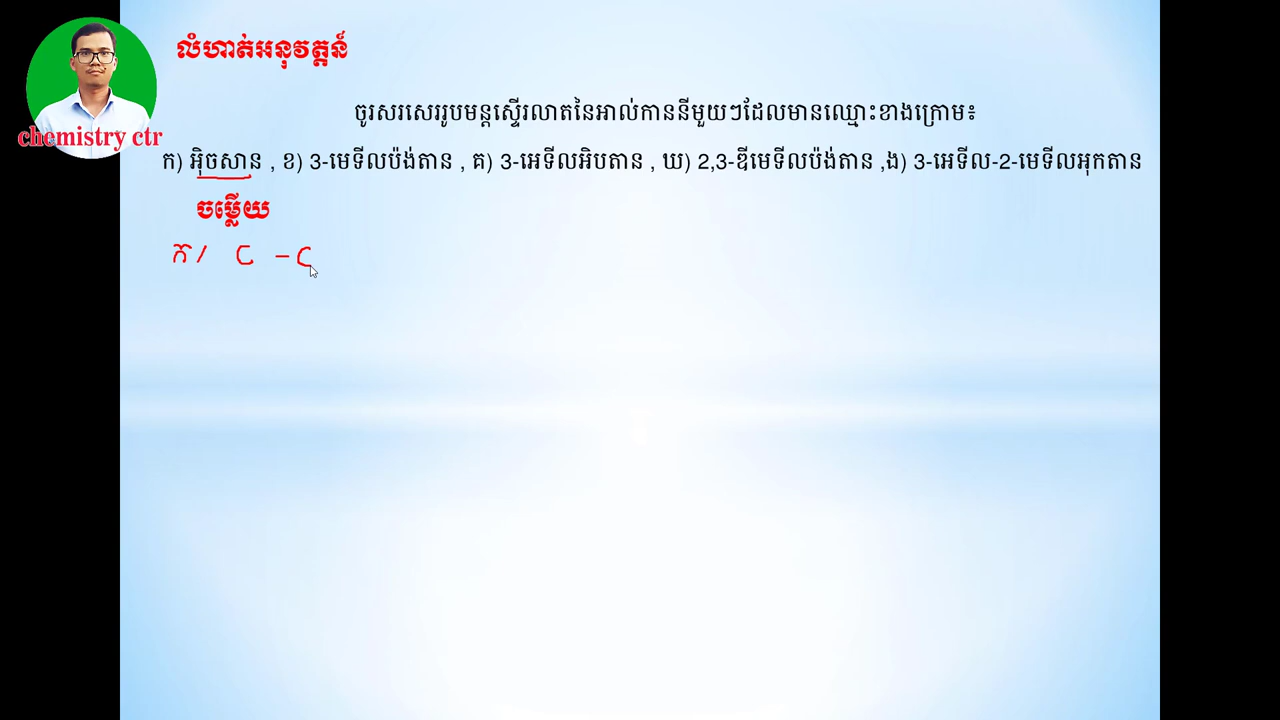 chemistry ctr
លំហាត់អនុវត្តន៍
ចូរសរសេររូបមន្តស្ទើរលាតនៃអាល់កាននីមួយៗដែលមានឈ្មោះខាងក្រោម៖
ក) អ៊ិចសាន , ខ) 3-មេទីលប៉ង់តាន , គ) 3-អេទីលអិបតាន , ឃ) 2,3-ឌីមេទីលប៉ង់តាន ,ង) 3-អេទីល-2-មេទីលអុកតាន
ចម្លើយ
ក/ C - C